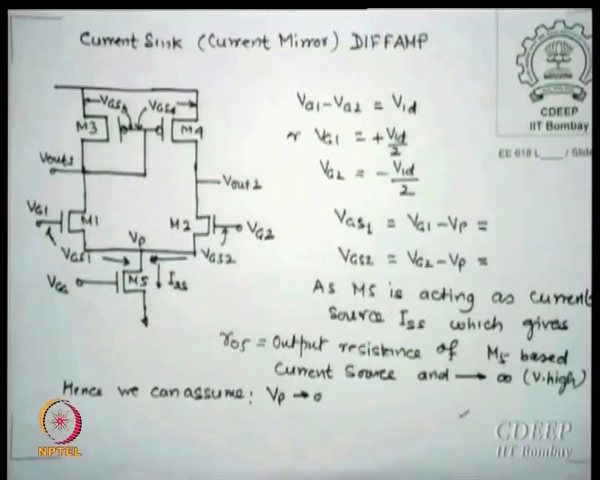 Current Sink (Current Mirror) DIFFAMP
CDEEP
IIT Bombay
EE 618 L / Slide
VGS3 VGS4
M3 M4
Vout1
Vout2
VG1 M1 M2 VG2
VGS1 VP VGS2
VGG M5 ISS
VG1 - VG2 = Vid
VG1 = + Vid/2
VG2 = - Vid/2
VGS1 = VG1 - VP =
VGS2 = VG2 - VP =
As M5 is acting as current
source ISS which gives
r05 = Output resistance of M5 based
Current Source and → ∞ (V.high)
Hence we can assume: VP → 0
NPTEL
CDEEP
IIT Bombay